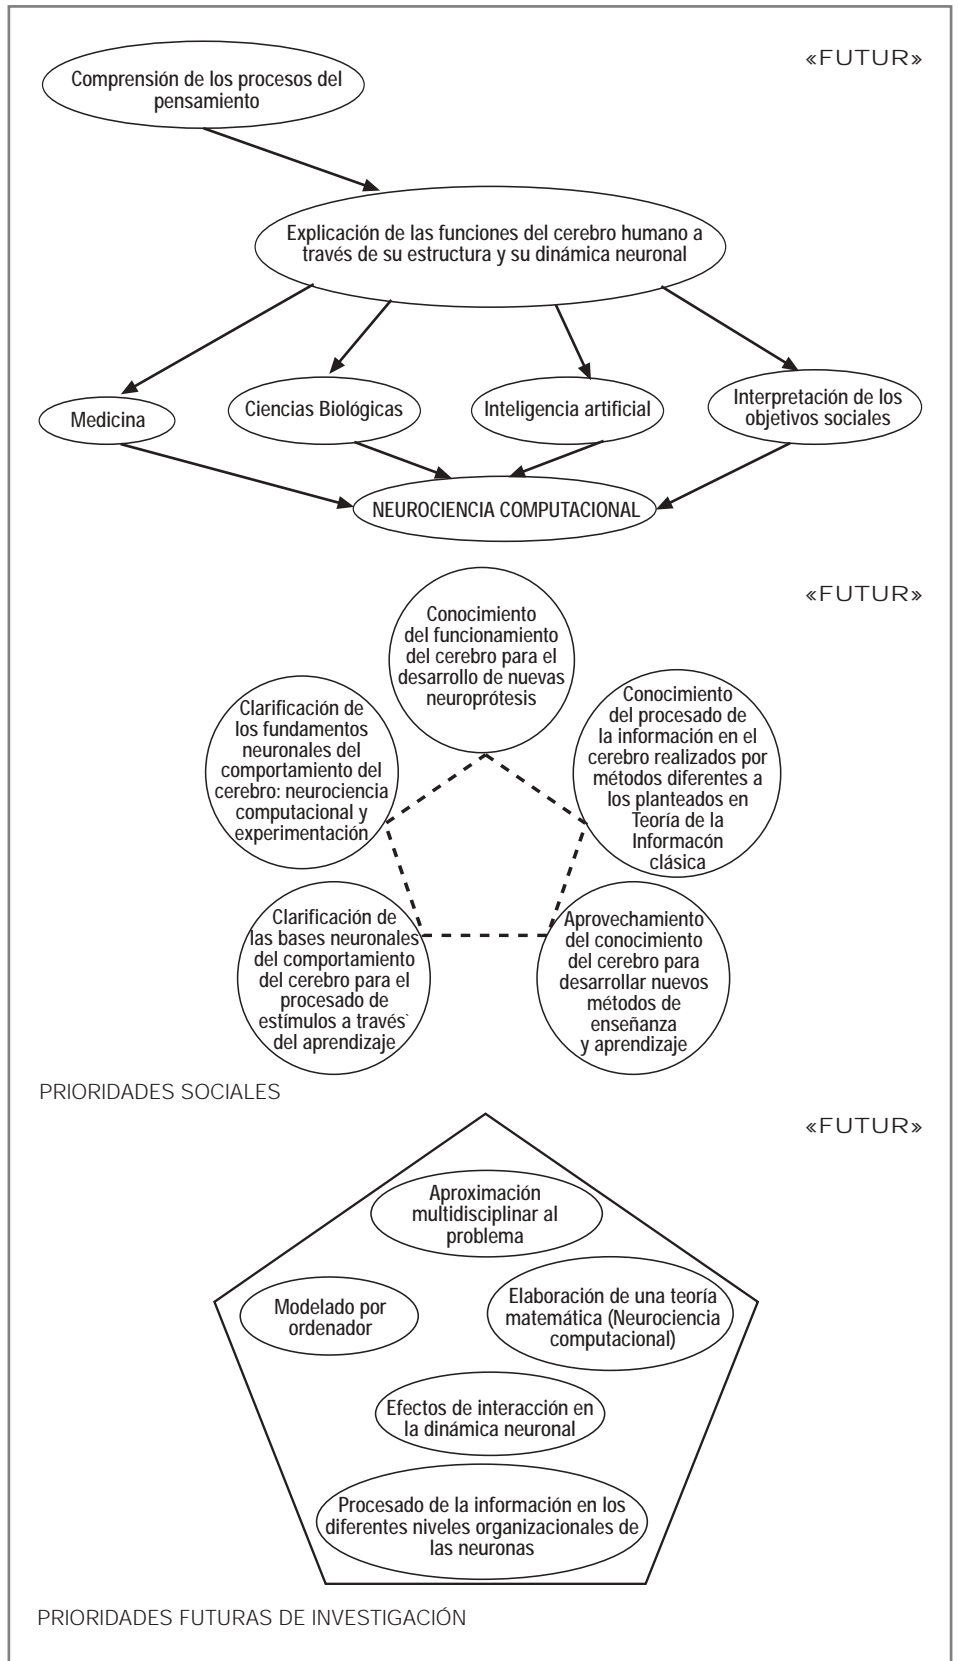 «FUTUR»
Comprensión de los procesos del
pensamiento
Explicación de las funciones del cerebro humano a
través de su estructura y su dinámica neuronal
Medicina
Ciencias Biológicas
Inteligencia artificial
Interpretación de los
objetivos sociales
NEUROCIENCIA COMPUTACIONAL
«FUTUR»
Conocimiento
del funcionamiento
del cerebro para el
desarrollo de nuevas
neuroprótesis
Clarificación de
los fundamentos
neuronales del
comportamiento del
cerebro: neurociencia
computacional y
experimentación
Conocimiento
del procesado de
la información en el
cerebro realizados por
métodos diferentes a
los planteados en
Teoría de la
Informacón
clásica
Clarificación de
las bases neuronales
del comportamiento
del cerebro para el
procesado de
estímulos a través`
del aprendizaje
Aprovechamiento
del conocimiento
del cerebro para
desarrollar nuevos
métodos de
enseñanza
y aprendizaje
PRIORIDADES SOCIALES
«FUTUR»
Aproximación
multidisciplinar al
problema
Modelado por
ordenador
Elaboración de una teoría
matemática (Neurociencia
computacional)
Efectos de interacción en
la dinámica neuronal
Procesado de la información en los
diferentes niveles organizacionales de
las neuronas
PRIORIDADES FUTURAS DE INVESTIGACIÓN